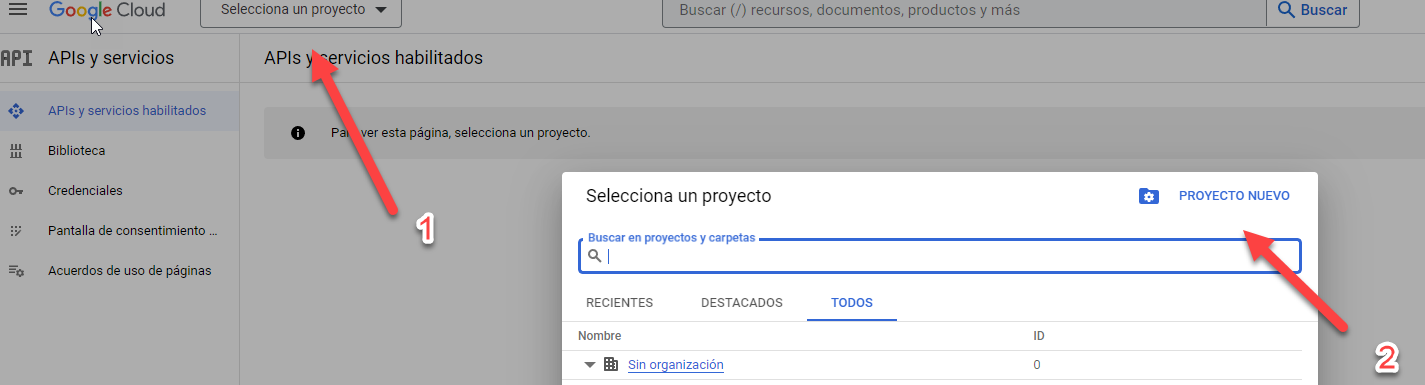 Google Cloud
Selecciona un proyecto
Buscar (/) recursos, documentos, productos y más
Buscar
API
APIs y servicios
APIs y servicios habilitados
APIs y servicios habilitados
Biblioteca
Credenciales
Pantalla de consentimiento ...
Acuerdos de uso de páginas
Para ver esta página, selecciona un proyecto.
1
Selecciona un proyecto
PROYECTO NUEVO
Buscar en proyectos y carpetas
RECIENTES
DESTACADOS
TODOS
Nombre
ID
Sin organización
0
2